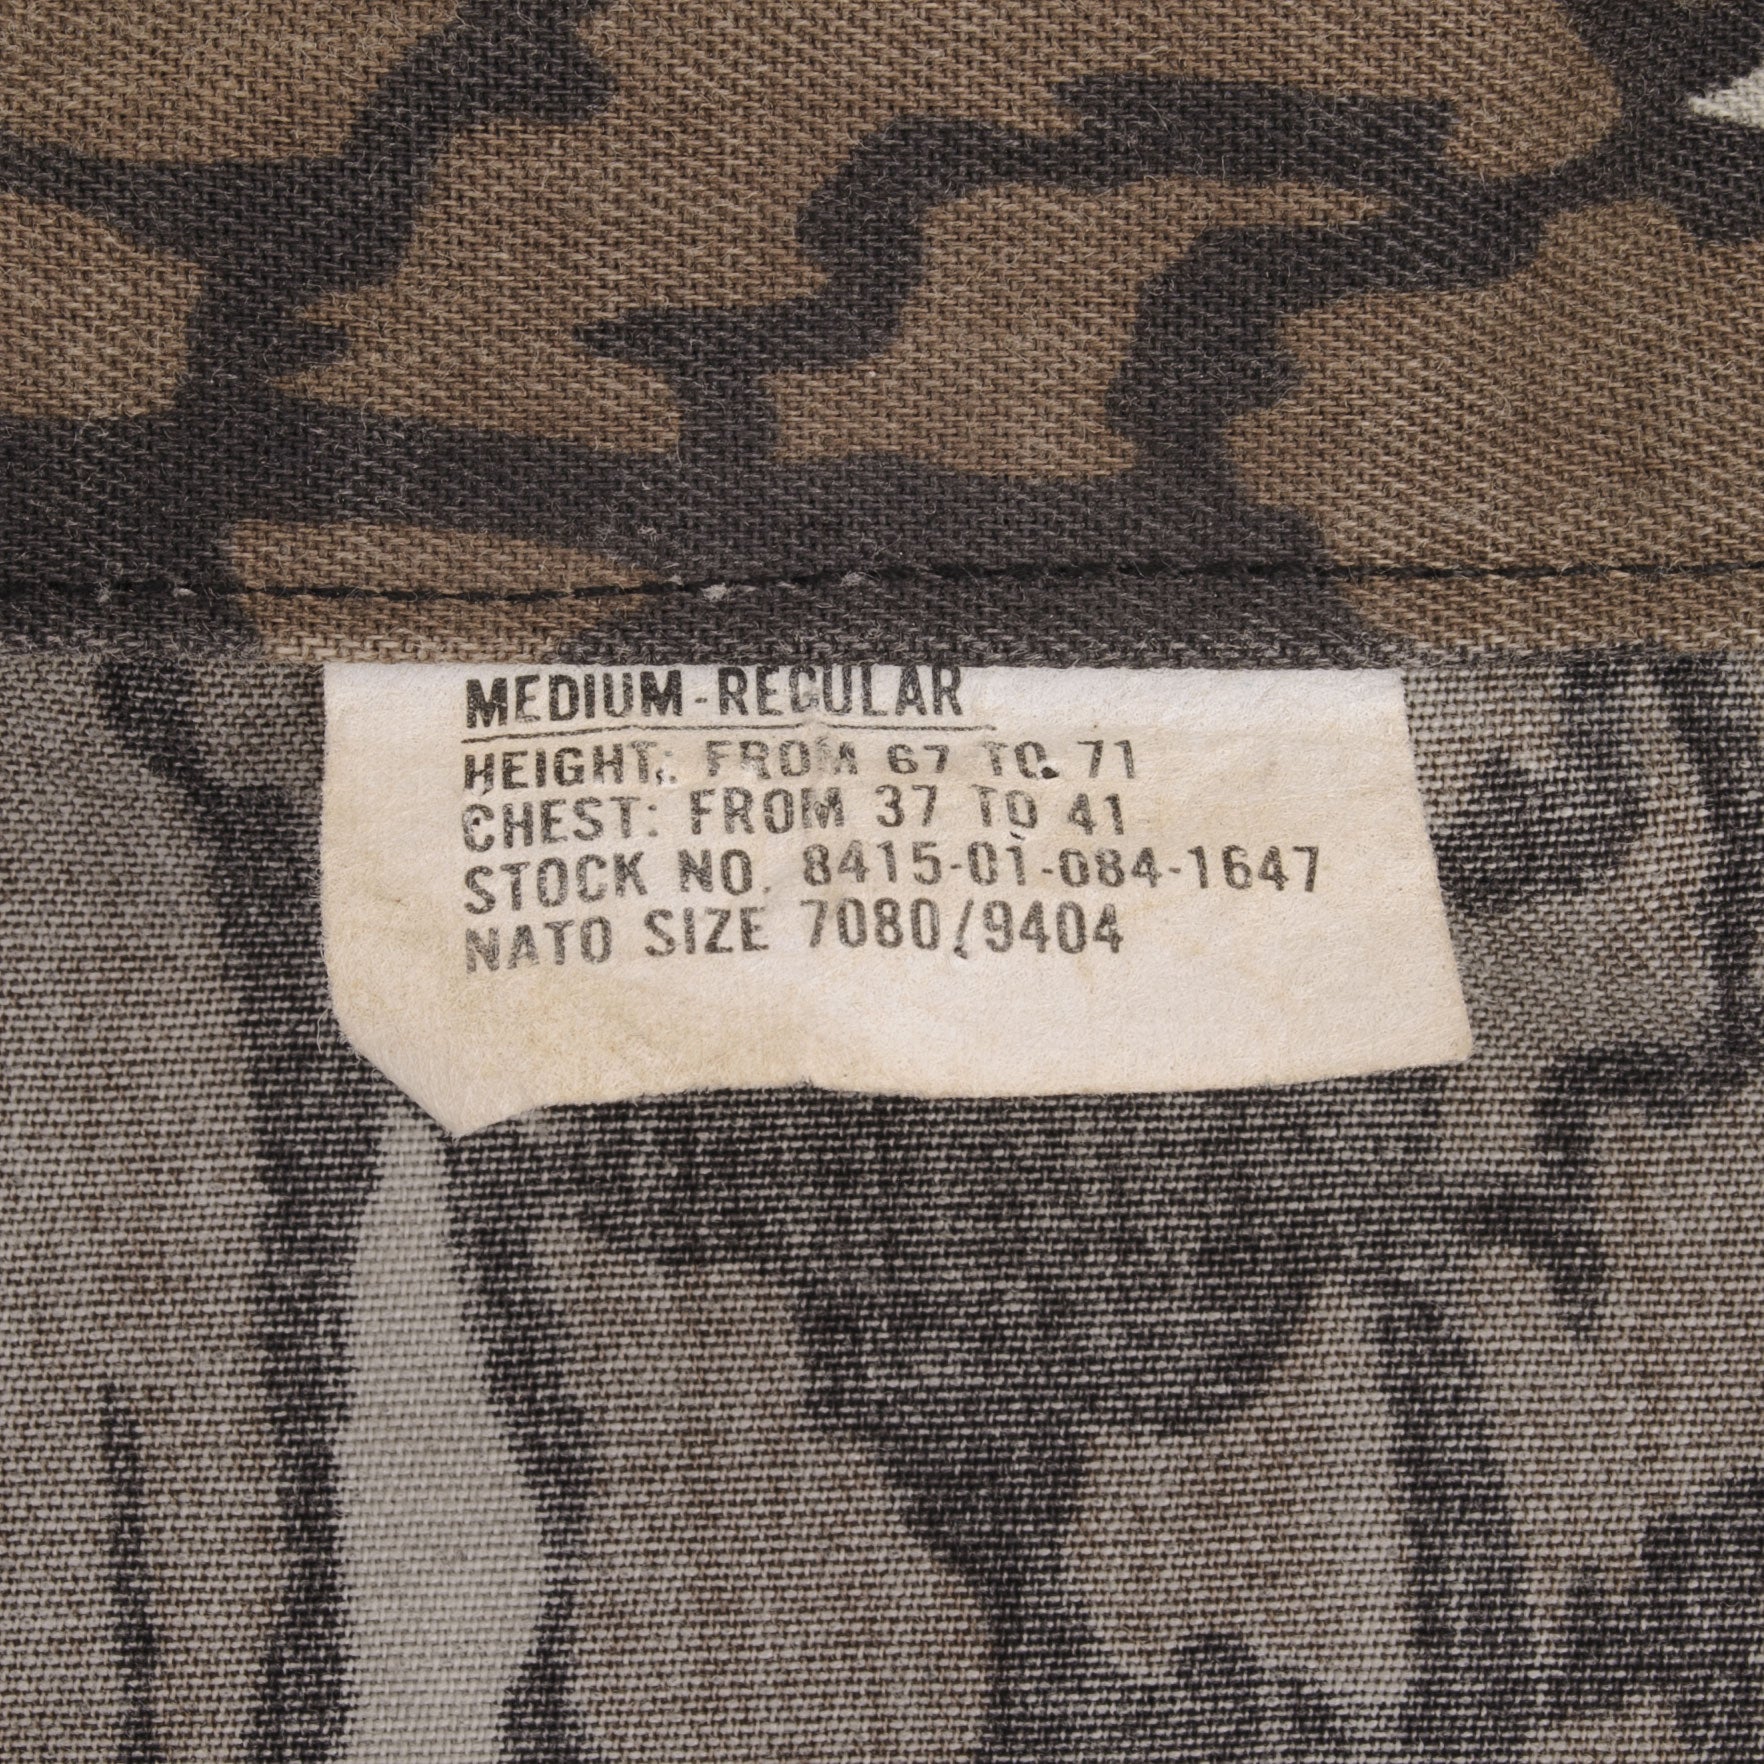 MEDIUM-REGULAR
HEIGHT: FROM 67 TO 71
CHEST: FROM 37 TO 41
STOCK NO. 8415-01-084-1647
NATO SIZE 7080/9404